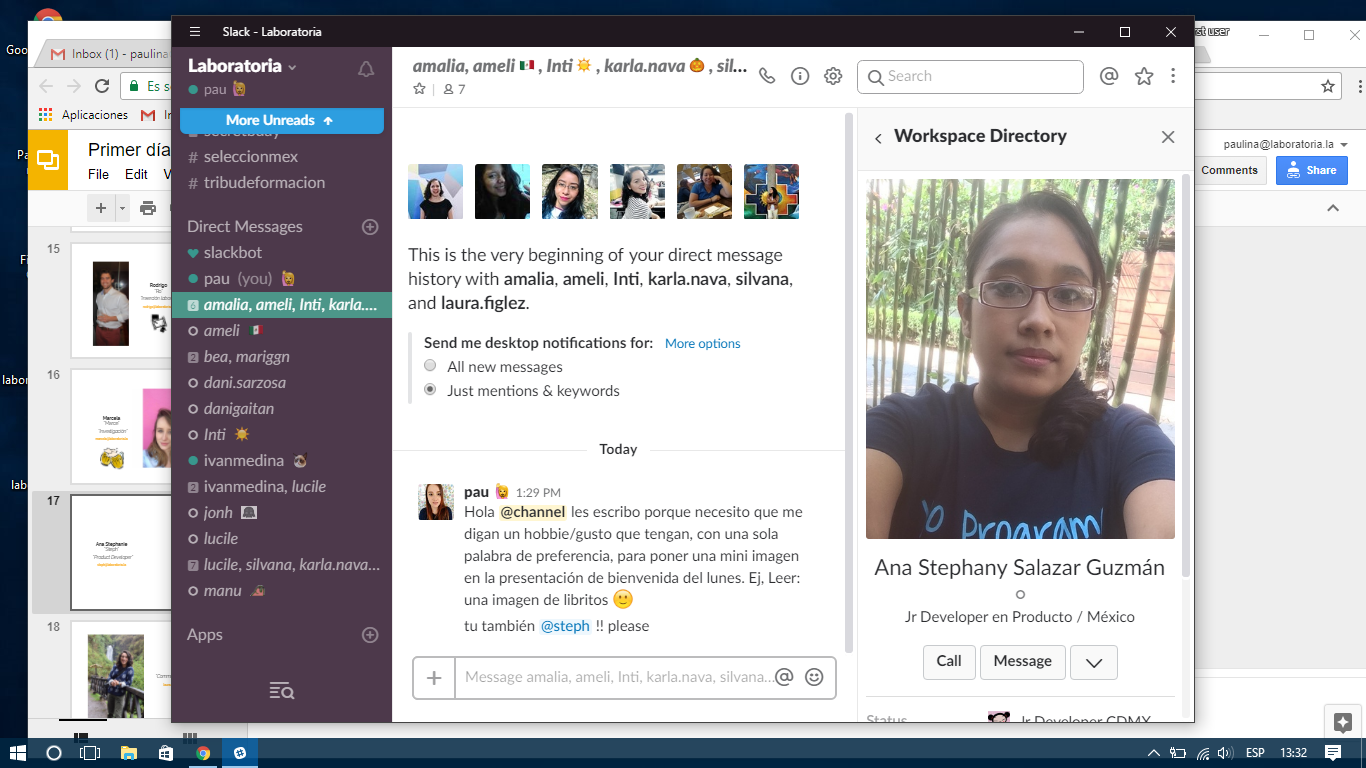 Slack - Laboratoria
Inbox (1) - paulina
Es s
Aplicaciones
Primer día
File Edit V
paulina@laboratoria.la
Comments
Share
15
Rodrigo
16
Marcela
17
Ana Stephanie
"Steph"
"Product Developer"
18
Laboratoria
pau
More Unreads
# seleccionmex
# tribudeformacion
Direct Messages
slackbot
pau (you)
6 amalia, ameli, Inti, karla....
ameli
2 bea, mariggn
dani.sarzosa
danigaitan
Inti
ivanmedina
2 ivanmedina, lucile
jonh
lucile
7 lucile, silvana, karla.nava...
manu
Apps
amalia, ameli , Inti , karla.nava , sil...
7
Search
This is the very beginning of your direct message
history with amalia, ameli, Inti, karla.nava, silvana,
and laura.figlez.
Send me desktop notifications for: More options
All new messages
Just mentions & keywords
Today
pau 1:29 PM
Hola @channel les escribo porque necesito que me
digan un hobbie/gusto que tengan, con una sola
palabra de preferencia, para poner una mini imagen
en la presentación de bienvenida del lunes. Ej, Leer:
una imagen de libritos
tu también @steph !! please
Message amalia, ameli, Inti, karla.nava, silvana...
Workspace Directory
Program
Ana Stephany Salazar Guzmán
Jr Developer en Producto / México
Call
Message
Status
Jr Developer CDMX
ESP
13:32